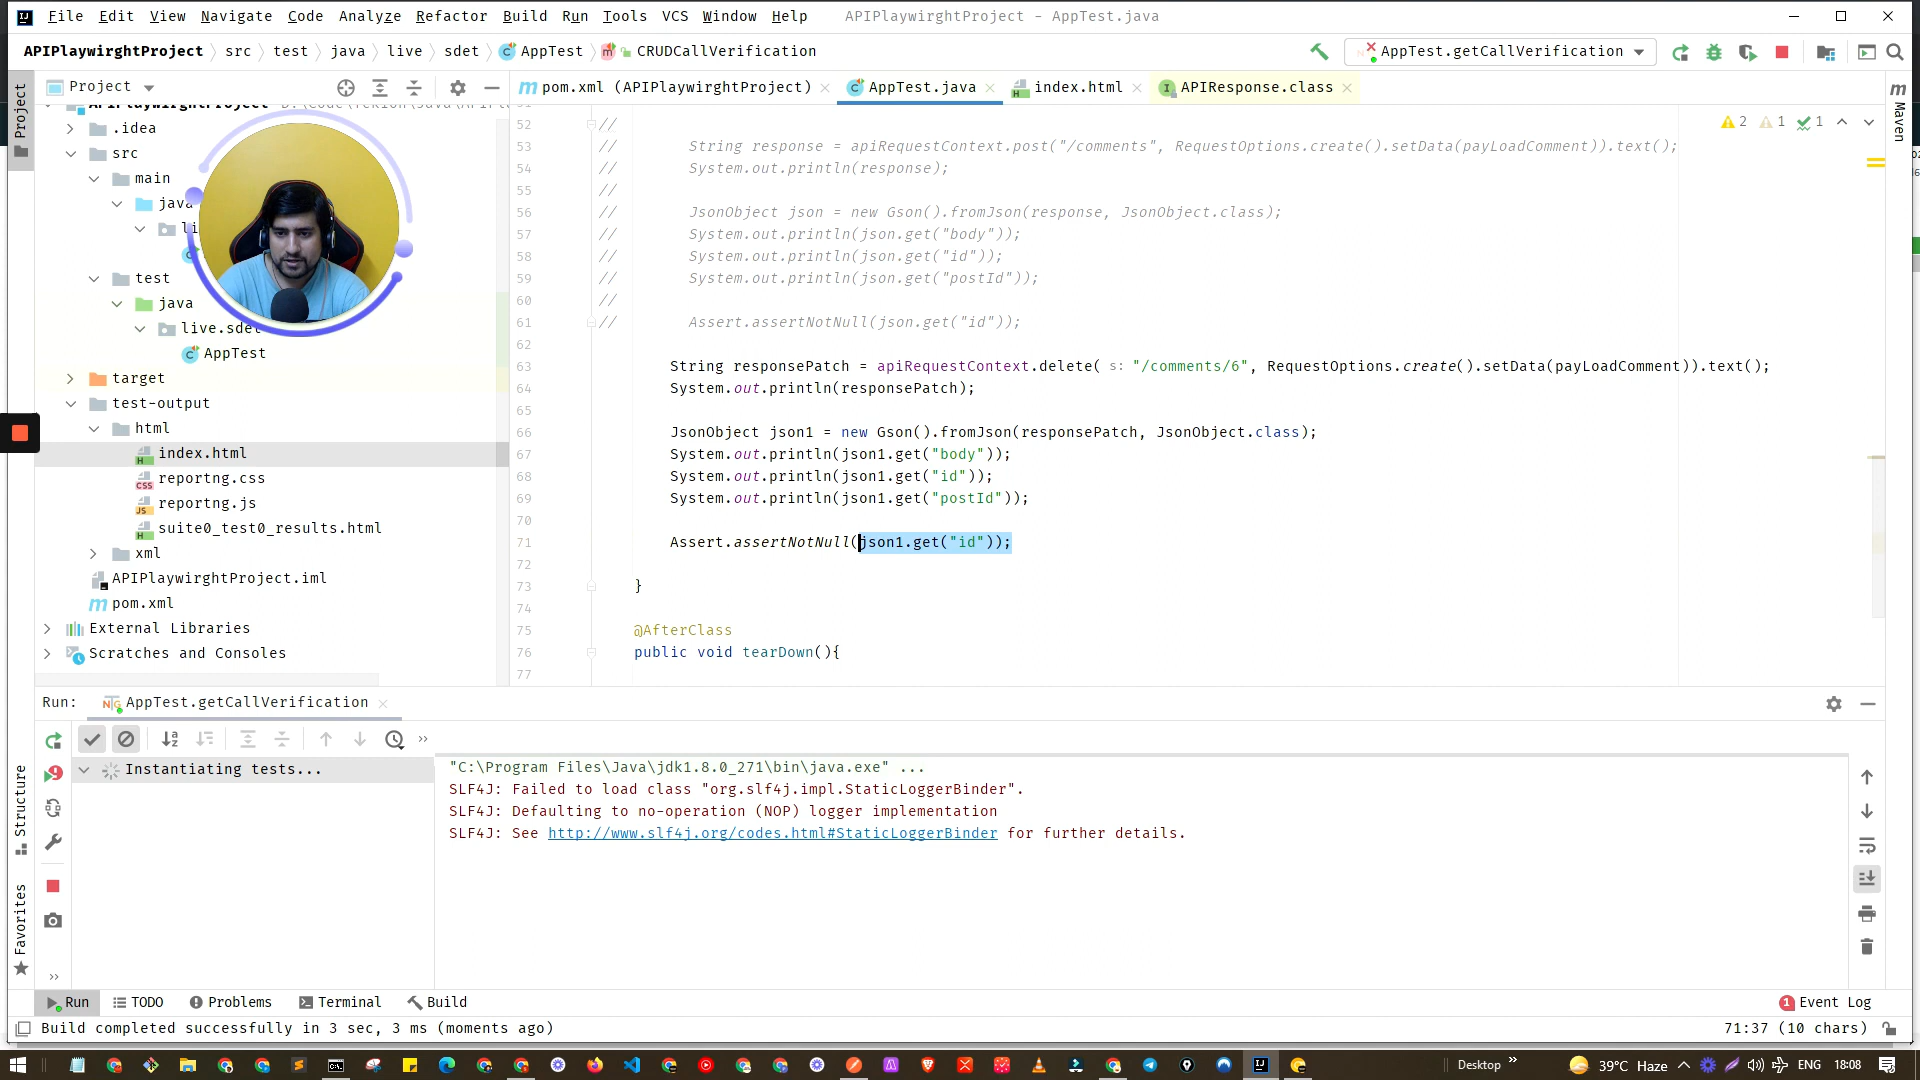 File Edit View Navigate Code Analyze Refactor Build Run Tools VCS Window Help APIPlaywirghtProject - AppTest.java
APIPlaywirghtProject src test java live sdet AppTest CRUDCallVerification AppTest.getCallVerification
Project
Project
pom.xml (APIPlaywirghtProject) AppTest.java index.html APIResponse.class
Maven
.idea
src
main
java
test
java
live.sdet
AppTest
target
test-output
html
index.html
reportng.css
reportng.js
suite0_test0_results.html
xml
APIPlaywirghtProject.iml
pom.xml
External Libraries
Scratches and Consoles
2 1 1
52 //
53 // String response = apiRequestContext.post("/comments", RequestOptions.create().setData(payLoadComment)).text();
54 // System.out.println(response);
55 //
56 // JsonObject json = new Gson().fromJson(response, JsonObject.class);
57 // System.out.println(json.get("body"));
58 // System.out.println(json.get("id"));
59 // System.out.println(json.get("postId"));
60 //
61 // Assert.assertNotNull(json.get("id"));
62
63 String responsePatch = apiRequestContext.delete( s: "/comments/6", RequestOptions.create().setData(payLoadComment)).text();
64 System.out.println(responsePatch);
65
66 JsonObject json1 = new Gson().fromJson(responsePatch, JsonObject.class);
67 System.out.println(json1.get("body"));
68 System.out.println(json1.get("id"));
69 System.out.println(json1.get("postId"));
70
71 Assert.assertNotNull(json1.get("id"));
72
73 }
74
75 @AfterClass
76 public void tearDown(){
77
Run: AppTest.getCallVerification
Instantiating tests...
"C:\Program Files\Java\jdk1.8.0_271\bin\java.exe" ...
SLF4J: Failed to load class "org.slf4j.impl.StaticLoggerBinder".
SLF4J: Defaulting to no-operation (NOP) logger implementation
SLF4J: See http://www.slf4j.org/codes.html#StaticLoggerBinder for further details.
Structure
Favorites
Run TODO Problems Terminal Build 1 Event Log
Build completed successfully in 3 sec, 3 ms (moments ago) 71:37 (10 chars)
Desktop 39°C Haze ENG 18:08